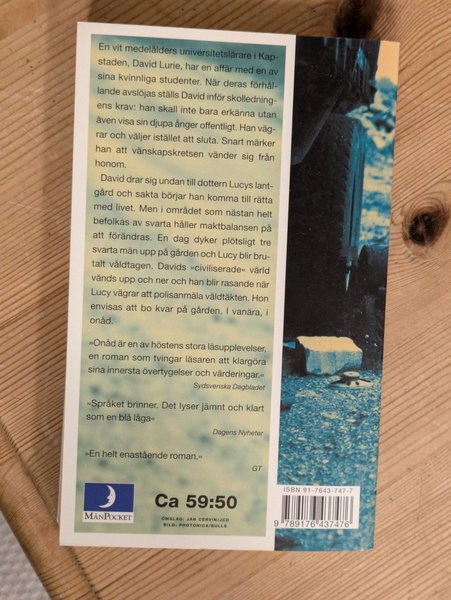 En vit medelålders universitetslärare i Kap-
staden, David Lurie, har en affär med en av
sina kvinnliga studenter. När deras förhål-
lande avslöjas ställs David inför skolledning-
ens krav: han skall inte bara erkänna utan
även visa sin djupa ånger offentligt. Han väg-
rar och väljer istället att sluta. Snart märker
han att vänskapskretsen vänder sig från
honom.
David drar sig undan till dottern Lucys lant-
gård och sakta börjar han komma till rätta
med livet. Men i området som nästan helt
befolkas av svarta håller maktbalansen på
att förändras. En dag dyker plötsligt tre
svarta män upp på gården och Lucy blir bru-
talt våldtagen. Davids »civiliserade« värld
vänds upp och ner och han blir rasande när
Lucy vägrar att polisanmäla våldtäkten. Hon
envisas att bo kvar på gården. I vanära, i
onåd.
»Onåd är en av höstens stora läsupplevelser,
en roman som tvingar läsaren att klargöra
sina innersta övertygelser och värderingar.«
Sydsvenska Dagbladet
»Språket brinner. Det lyser jämnt och klart
som en blå låga»
Dagens Nyheter
»En helt enastående roman.«
GT
MÅNPOCKET
Ca 59:50
OMSLAG: JAN CERVIN/ZED
BILD: PHOTONICA/BULLS
ISBN 91-7643-747-7
9 789176 437476